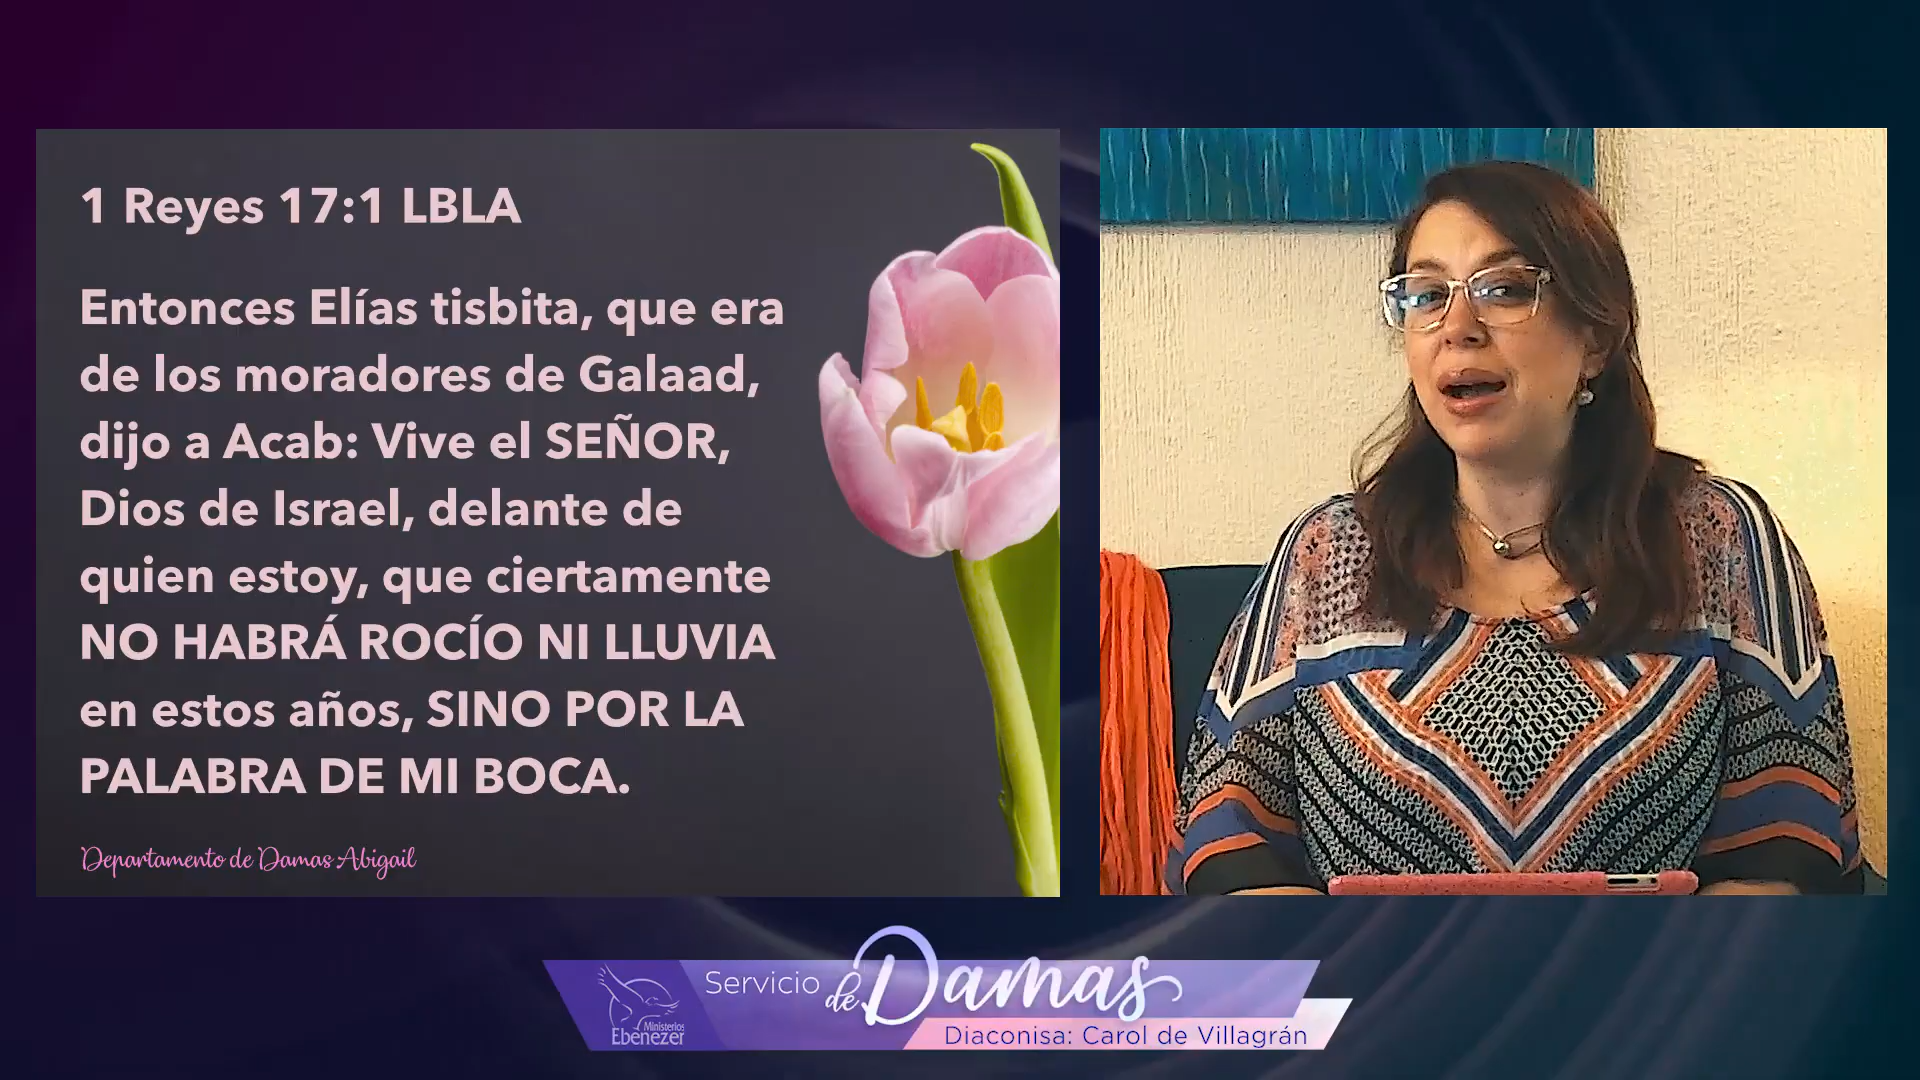 1 Reyes 17:1 LBLA
Entonces Elías tisbita, que era
de los moradores de Galaad,
dijo a Acab: Vive el SEÑOR,
Dios de Israel, delante de
quien estoy, que ciertamente
NO HABRÁ ROCÍO NI LLUVIA
en estos años, SINO POR LA
PALABRA DE MI BOCA.
Departamento de Damas Abigail
Servicio de Damas
Ministerios
Ebenezer
Diaconisa: Carol de Villagrán